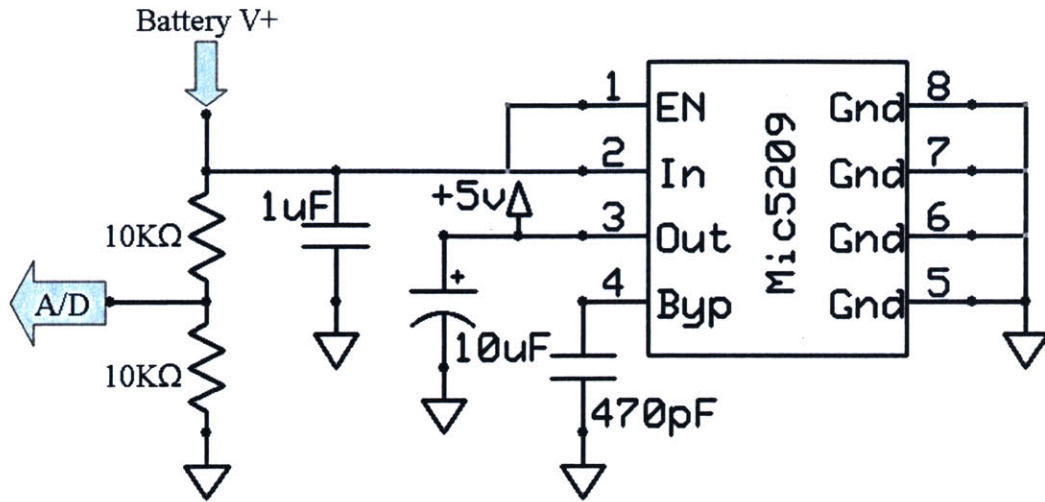 Battery V+
1 EN Gnd 8
2 In Gnd 7
+5v
1uF
10KΩ
3 Out Gnd 6
Mic5209
A/D
4 Byp Gnd 5
10uF
10KΩ
+
470pF